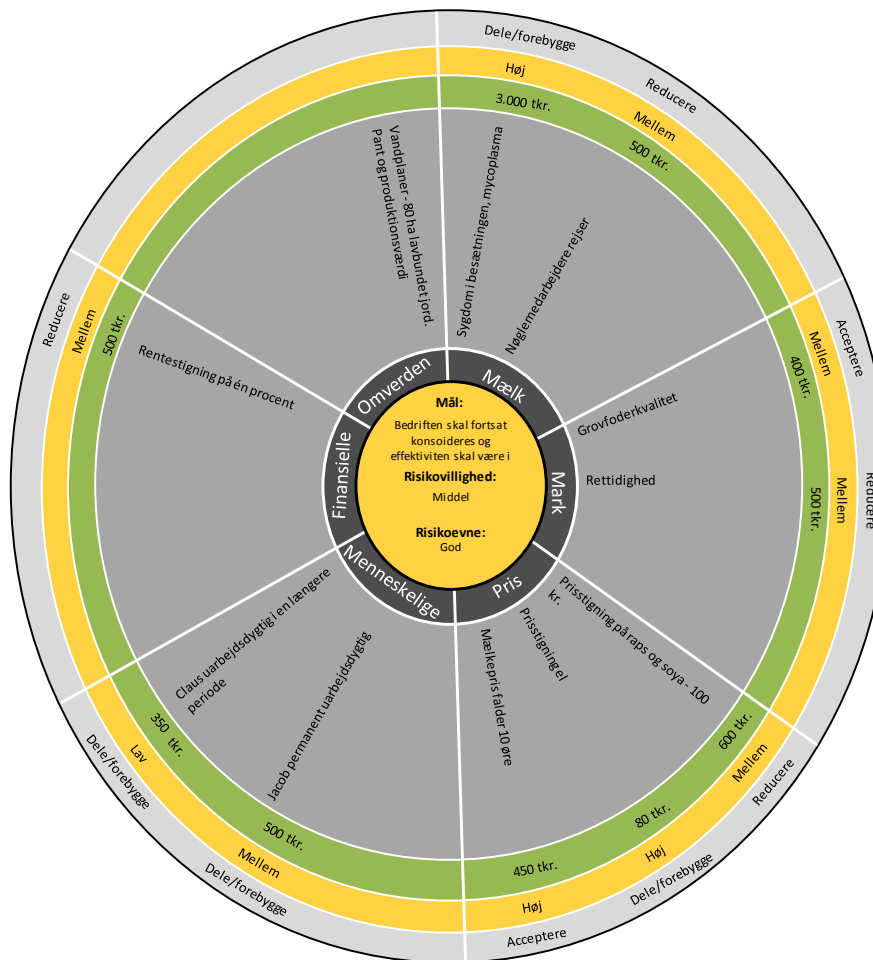 Dele/forebygge
Høj
3.000 tkr.
Sygdom i besætningen, mycoplasma
Reducere
Mellem
500 tkr.
Nøglemedarbejdere rejser
Mælk
Acceptere
Mellem
400 tkr.
Grovfoderkvalitet
Reducere
Mellem
500 tkr.
Rettidighed
Mark
Reducere
Mellem
600 tkr.
Prisstigning på raps og soya - 100
kr.
Dele/forebygge
Høj
80 tkr.
Prisstigning el
Acceptere
Høj
450 tkr.
Mælkepris falder 10 øre
Pris
Dele/forebygge
Mellem
500 tkr.
Jacob permanent uarbejdsdygtig
Dele/forebygge
Lav
350 tkr.
Claus uarbejdsdygtig i en længere
periode
Menneskelige
Reducere
Mellem
500 tkr.
Rentestigning på én procent
Finansielle
Vandplaner - 80 ha lavbundet jord.
Pant og produktionsværdi
Omverden
Mål:
Bedriften skal fortsat
konsoideres og
effektiviten skal være i
Risikovillighed:
Middel
Risikoevne:
God